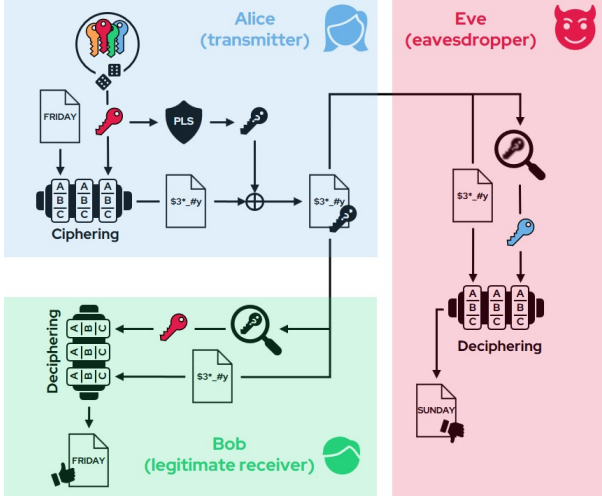 Alice
(transmitter)
Eve
(eavesdropper)
FRIDAY
PLS
?
A A A
B B B
C C C
Ciphering
$3*_#y
$3*_#y
?
$3*_#y
A A A
B B B
C C C
Deciphering
SUNDAY
Deciphering
A B C
A B C
A B C
$3*_#y
FRIDAY
Bob
(legitimate receiver)